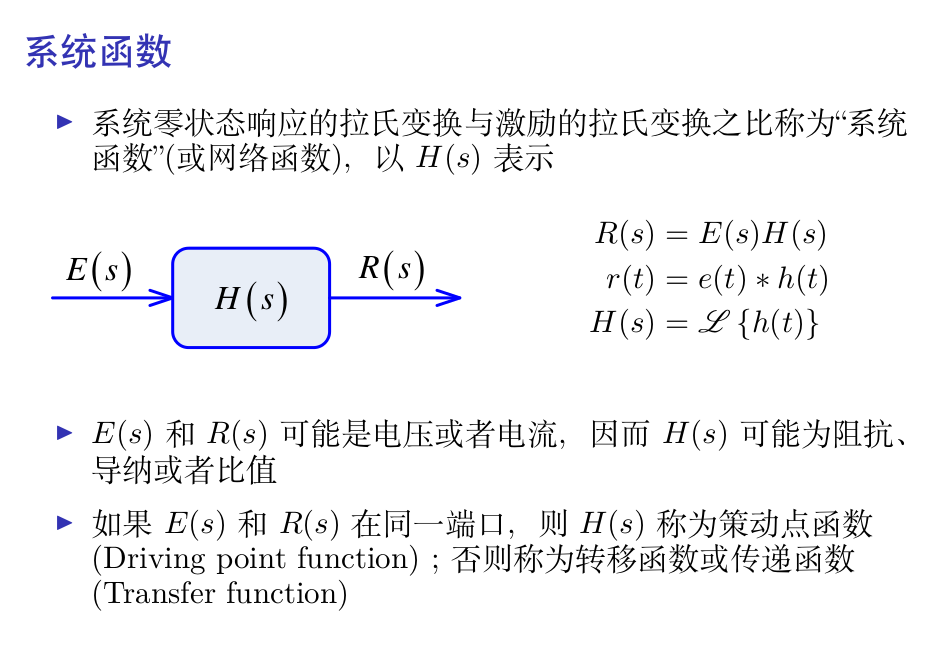 系统函数
系统零状态响应的拉氏变换与激励的拉氏变换之比称为“系统
函数”(或网络函数)，以 H(s) 表示
E(s)
H(s)
R(s)
R(s) = E(s)H(s)
r(t) = e(t) ∗ h(t)
H(s) = ℒ {h(t)}
E(s) 和 R(s) 可能是电压或者电流，因而 H(s) 可能为阻抗、
导纳或者比值
如果 E(s) 和 R(s) 在同一端口，则 H(s) 称为策动点函数
(Driving point function)；否则称为转移函数或传递函数
(Transfer function)